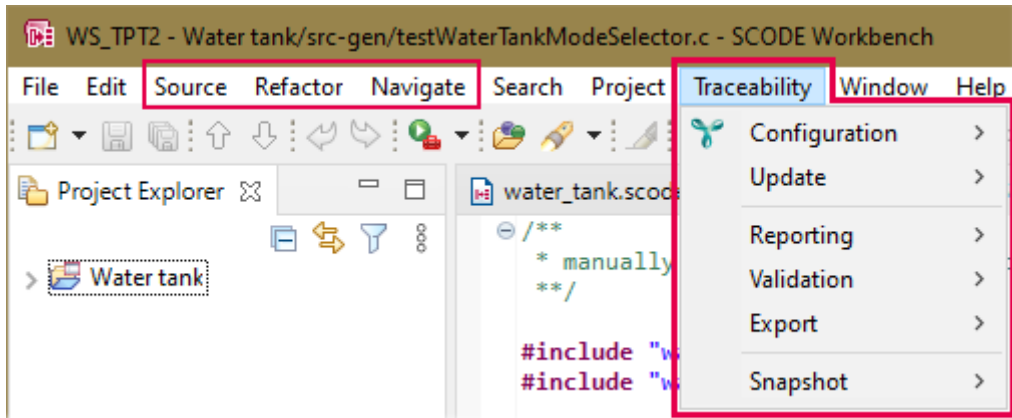 WS_TPT2 - Water tank/src-gen/testWaterTankModeSelector.c - SCODE Workbench
File Edit Source Refactor Navigate Search Project Traceability Window Help
Configuration
Update
Reporting
Validation
Export
Snapshot
Project Explorer
Water tank
water_tank.scode
/**
* manually
**/
#include "w
#include "w